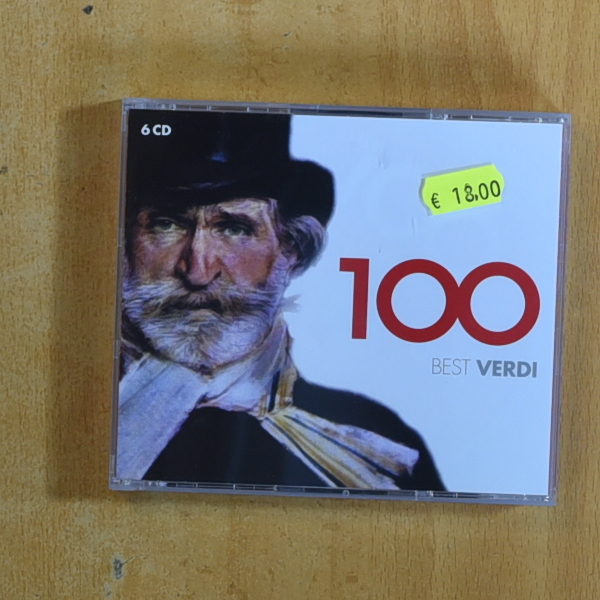 6 CD
€ 18,00
100
BEST VERDI